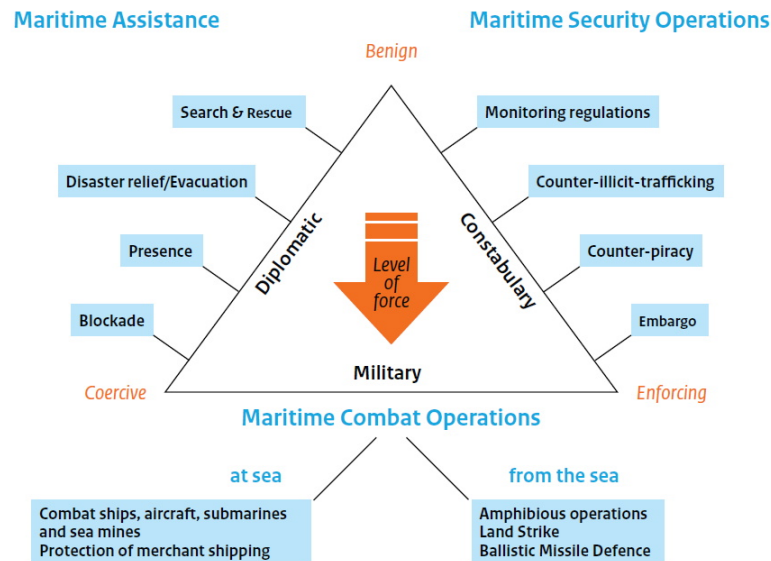 Maritime Assistance
Maritime Security Operations
Benign
Search & Rescue
Monitoring regulations
Disaster relief/Evacuation
Counter-illicit-trafficking
Diplomatic
Constabulary
Presence
Counter-piracy
Level
of
force
Blockade
Embargo
Military
Coercive
Enforcing
Maritime Combat Operations
at sea
from the sea
Combat ships, aircraft, submarines
and sea mines
Protection of merchant shipping
Amphibious operations
Land Strike
Ballistic Missile Defence